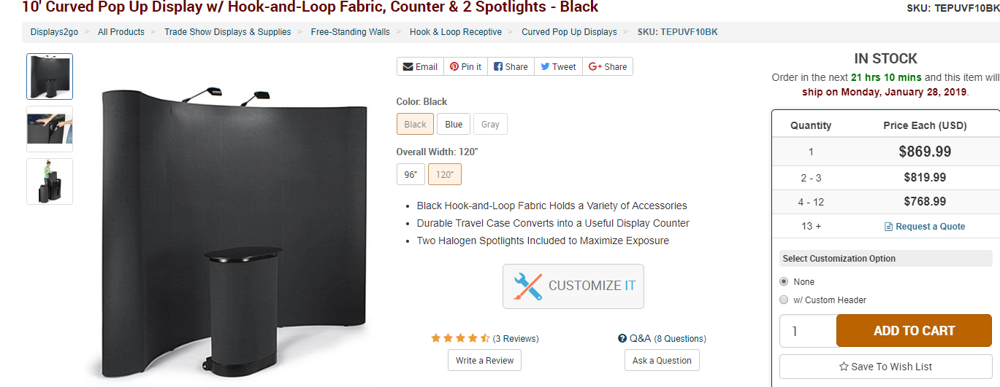 10' Curved Pop Up Display w/ Hook-and-Loop Fabric, Counter & 2 Spotlights - Black
SKU: TEPUVF10BK
Displays2go > All Products > Trade Show Displays & Supplies > Free-Standing Walls > Hook & Loop Receptive > Curved Pop Up Displays > SKU: TEPUVF10BK
Email
Pin it
Share
Tweet
G+ Share
Color: Black
Black
Blue
Gray
Overall Width: 120"
96"
120"
• Black Hook-and-Loop Fabric Holds a Variety of Accessories
• Durable Travel Case Converts into a Useful Display Counter
• Two Halogen Spotlights Included to Maximize Exposure
CUSTOMIZE IT
(3 Reviews)
Write a Review
? Q&A (8 Questions)
Ask a Question
IN STOCK
Order in the next 21 hrs 10 mins and this item will
ship on Monday, January 28, 2019.
Quantity Price Each (USD)
1 $869.99
2 - 3 $819.99
4 - 12 $768.99
13 + Request a Quote
Select Customization Option
None
w/ Custom Header
1
ADD TO CART
Save To Wish List